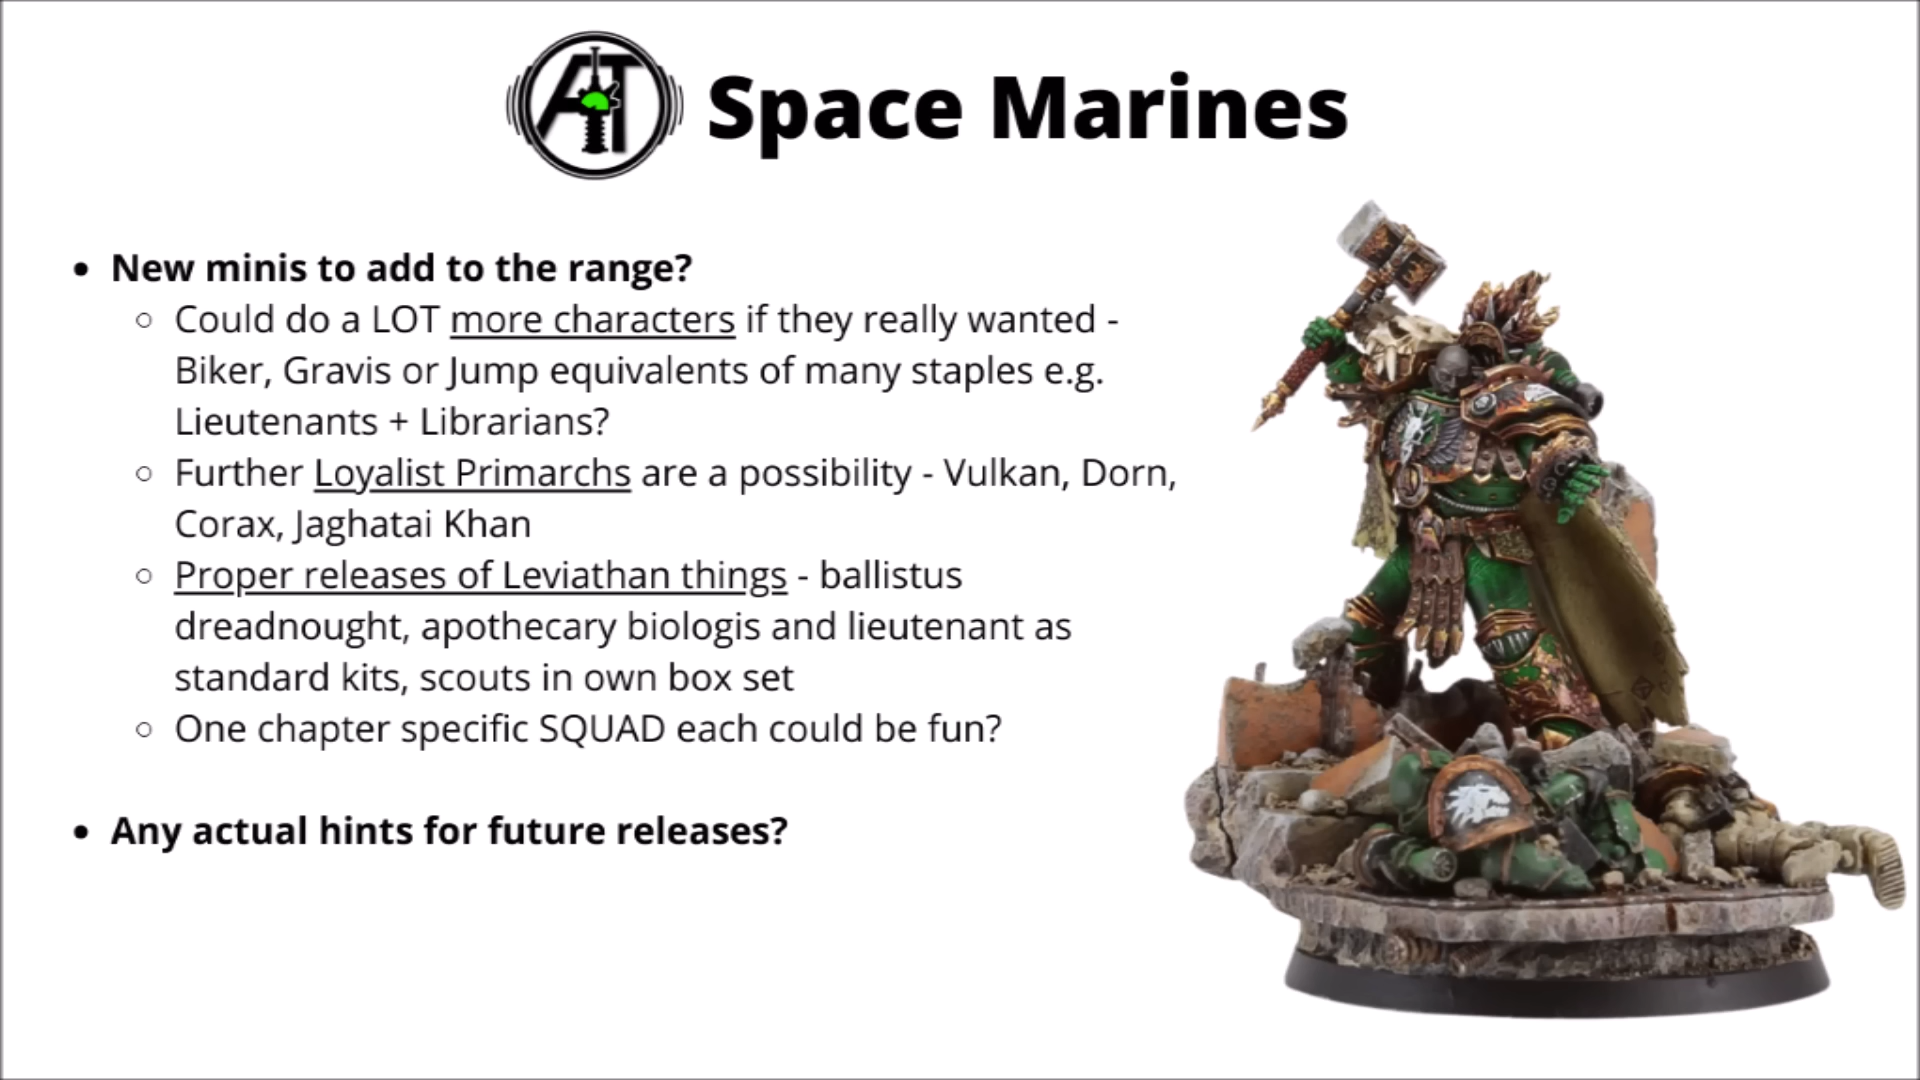 AT Space Marines
• New minis to add to the range?
○ Could do a LOT more characters if they really wanted -
Biker, Gravis or Jump equivalents of many staples e.g.
Lieutenants + Librarians?
○ Further Loyalist Primarchs are a possibility - Vulkan, Dorn,
Corax, Jaghatai Khan
○ Proper releases of Leviathan things - ballistus
dreadnought, apothecary biologis and lieutenant as
standard kits, scouts in own box set
○ One chapter specific SQUAD each could be fun?
• Any actual hints for future releases?